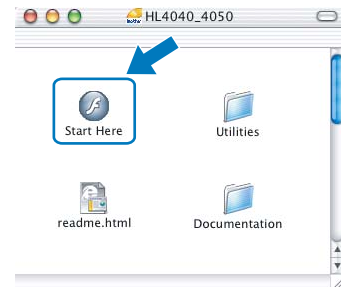 HL4040_4050
Start Here
Utilities
readme.html
Documentation